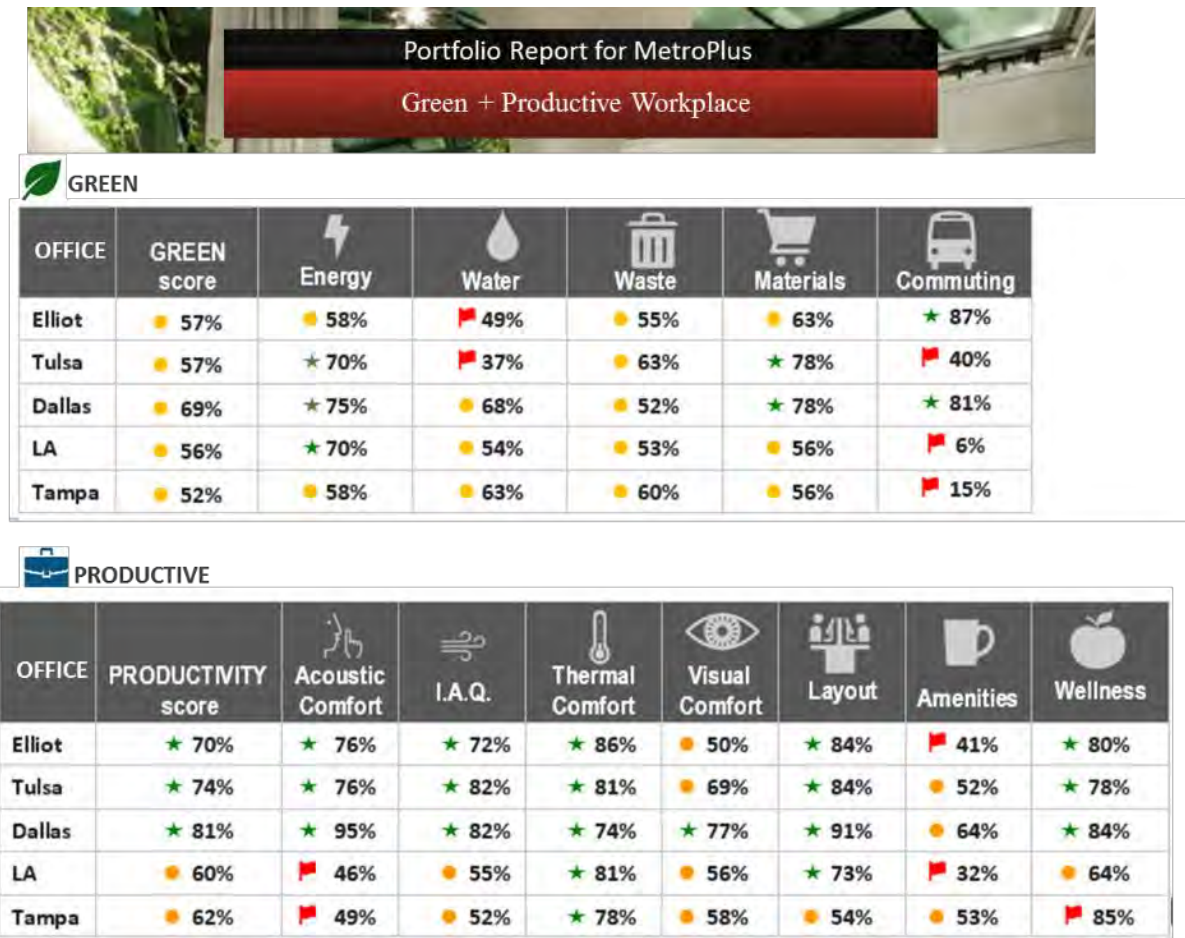 Portfolio Report for MetroPlus
Green + Productive Workplace
GREEN
OFFICE GREEN score Energy Water Waste Materials Commuting
Elliot 57% 58% 49% 55% 63% 87%
Tulsa 57% 70% 37% 63% 78% 40%
Dallas 69% 75% 68% 52% 78% 81%
LA 56% 70% 54% 53% 56% 6%
Tampa 52% 58% 63% 60% 56% 15%
PRODUCTIVE
OFFICE PRODUCTIVITY score Acoustic Comfort I.A.Q. Thermal Comfort Visual Comfort Layout Amenities Wellness
Elliot 70% 76% 72% 86% 50% 84% 41% 80%
Tulsa 74% 76% 82% 81% 69% 84% 52% 78%
Dallas 81% 95% 82% 74% 77% 91% 64% 84%
LA 60% 46% 55% 81% 56% 73% 32% 64%
Tampa 62% 49% 52% 78% 58% 54% 53% 85%